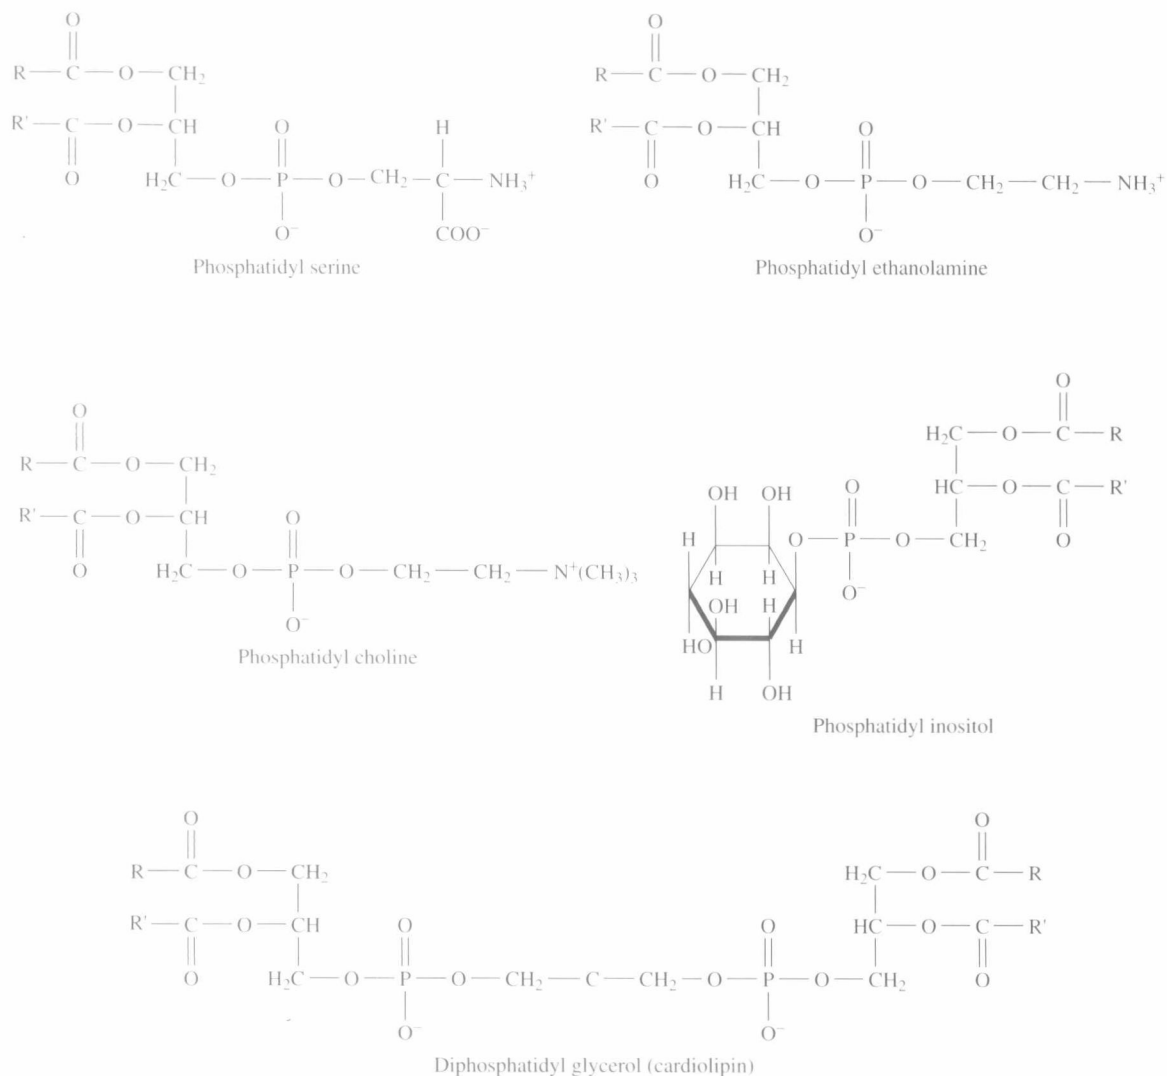 O
R—C—O—CH₂
R'—C—O—CH
O
H₂C—O—P—O—CH₂—C—NH₃⁺
O
H
O⁻
COO⁻
Phosphatidyl serine
O
R—C—O—CH₂
R'—C—O—CH
O
H₂C—O—P—O—CH₂—CH₂—NH₃⁺
O
O⁻
Phosphatidyl ethanolamine
O
R—C—O—CH₂
R'—C—O—CH
O
H₂C—O—P—O—CH₂—CH₂—N⁺(CH₃)₃
O
O⁻
Phosphatidyl choline
O
H₂C—O—C—R
HC—O—C—R'
OH OH O
H O—P—O—CH₂ O
H H O⁻
OH H
HO H
H OH
Phosphatidyl inositol
O
R—C—O—CH₂
R'—C—O—CH
O
O
H₂C—O—C—R
HC—O—C—R'
O
O O
H₂C—O—P—O—CH₂—C—CH₂—O—P—O—CH₂
O⁻ O⁻
Diphosphatidyl glycerol (cardiolipin)